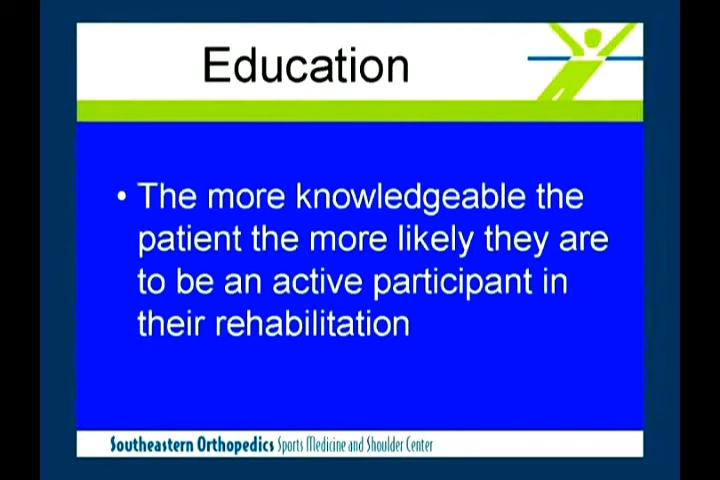 Education
• The more knowledgeable the
patient the more likely they are
to be an active participant in
their rehabilitation
Southeastern Orthopedics Sports Medicine and Shoulder Center